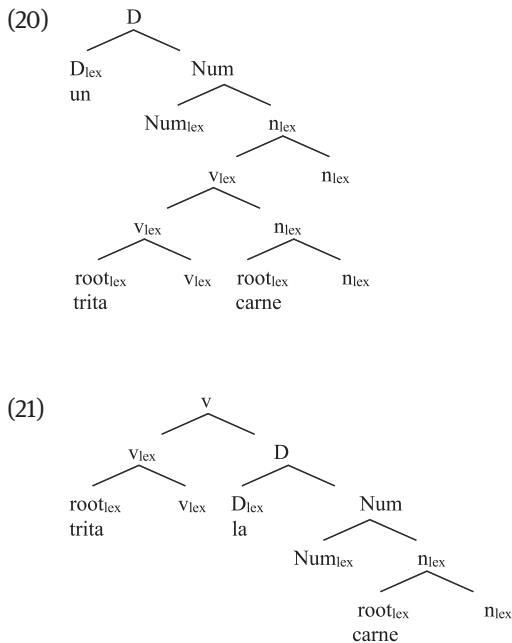 (20) D
Dlex Num
un
Numlex nlex
vlex nlex
vlex nlex
rootlex vlex rootlex nlex
trita carne
(21) v
vlex D
rootlex vlex Dlex Num
trita la
Numlex nlex
rootlex nlex
carne